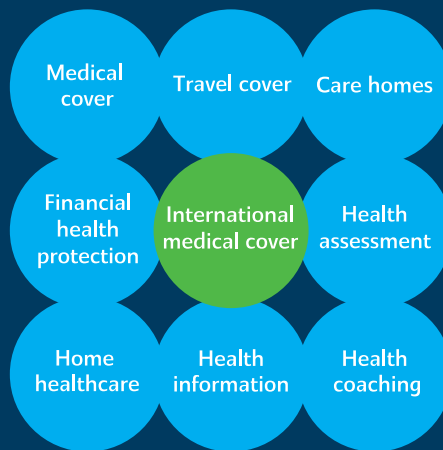 Medical
cover
Travel cover
Care homes
Financial
health
protection
International
medical cover
Health
assessment
Home
healthcare
Health
information
Health
coaching